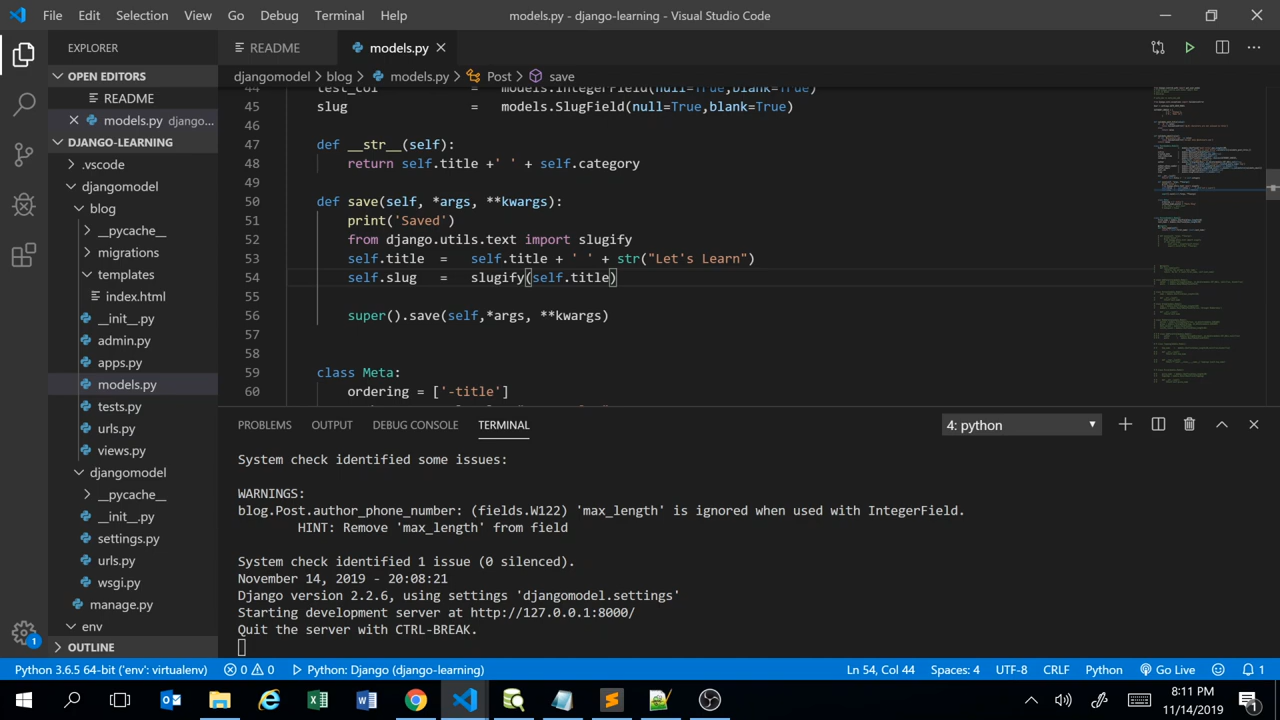 File Edit Selection View Go Debug Terminal Help models.py - django-learning - Visual Studio Code
EXPLORER
README models.py
OPEN EDITORS
README
models.py django...
DJANGO-LEARNING
.vscode
djangomodel
blog
__pycache__
migrations
templates
index.html
__init__.py
admin.py
apps.py
models.py
tests.py
urls.py
views.py
djangomodel
__pycache__
__init__.py
settings.py
urls.py
wsgi.py
manage.py
env
OUTLINE
djangomodel > blog > models.py > Post > save
44 test_col = models.IntegerField(null=True,blank=True)
45 slug = models.SlugField(null=True,blank=True)
46
47 def __str__(self):
48 return self.title +' ' + self.category
49
50 def save(self, *args, **kwargs):
51 print('Saved')
52 from django.utils.text import slugify
53 self.title = self.title + ' ' + str("Let's Learn")
54 self.slug = slugify(self.title)
55
56 super().save(self,*args, **kwargs)
57
58
59 class Meta:
60 ordering = ['-title']
PROBLEMS OUTPUT DEBUG CONSOLE TERMINAL 4: python
System check identified some issues:
WARNINGS:
blog.Post.author_phone_number: (fields.W122) 'max_length' is ignored when used with IntegerField.
HINT: Remove 'max_length' from field
System check identified 1 issue (0 silenced).
November 14, 2019 - 20:08:21
Django version 2.2.6, using settings 'djangomodel.settings'
Starting development server at http://127.0.0.1:8000/
Quit the server with CTRL-BREAK.
1
Python 3.6.5 64-bit ('env': virtualenv) 0 0 Python: Django (django-learning) Ln 54, Col 44 Spaces: 4 UTF-8 CRLF Python Go Live 1
8:11 PM
11/14/2019
1